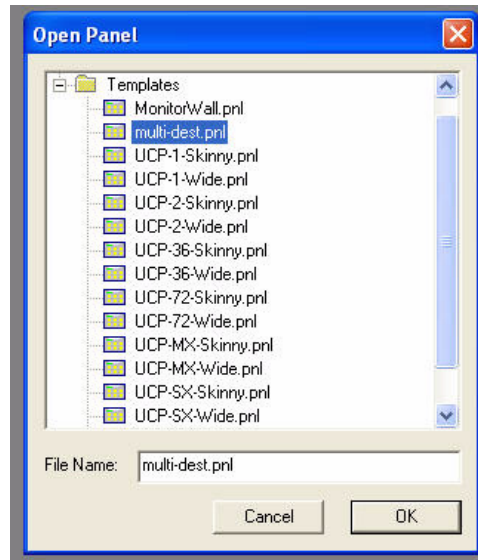 Open Panel
Templates
MonitorWall.pnl
multi-dest.pnl
UCP-1-Skinny.pnl
UCP-1-Wide.pnl
UCP-2-Skinny.pnl
UCP-2-Wide.pnl
UCP-36-Skinny.pnl
UCP-36-Wide.pnl
UCP-72-Skinny.pnl
UCP-72-Wide.pnl
UCP-MX-Skinny.pnl
UCP-MX-Wide.pnl
UCP-SX-Skinny.pnl
UCP-SX-Wide.pnl
File Name: multi-dest.pnl
Cancel OK